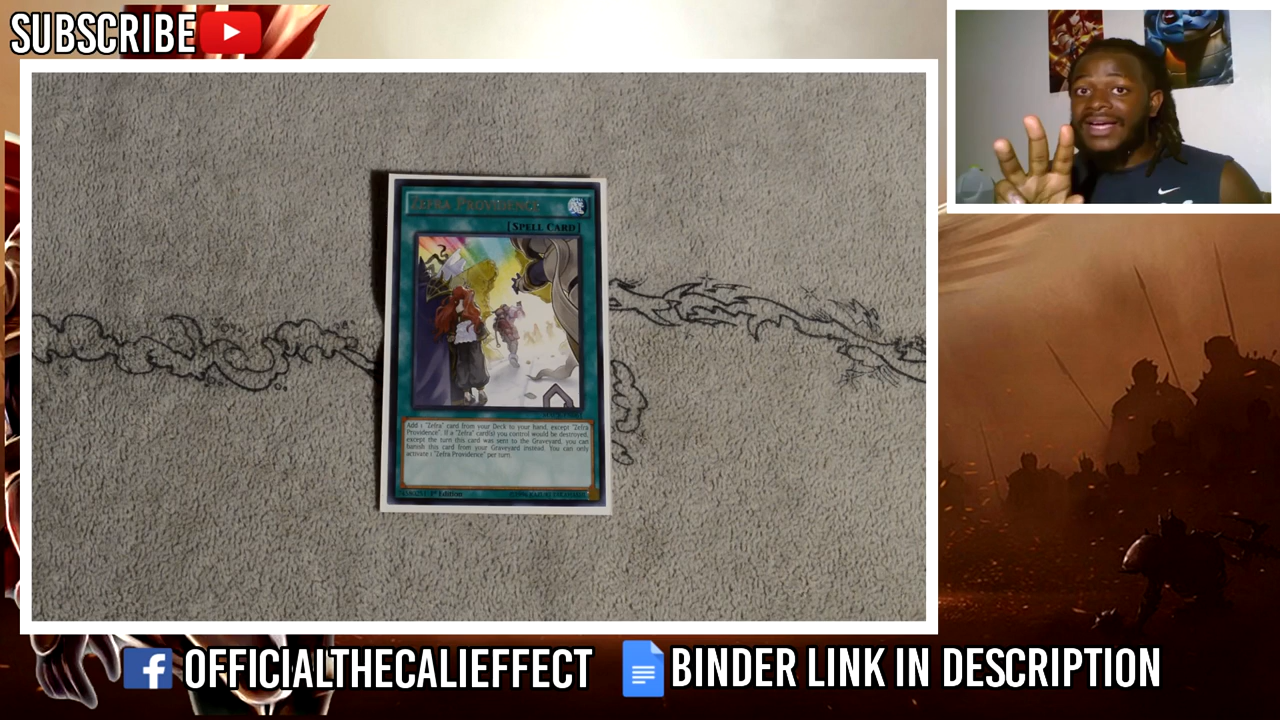 SUBSCRIBE
ZEFRA PROVIDENCE
[SPELL CARD]
Add 1 "Zefra" card from your Deck to your hand, except "Zefra
Providence". If a "Zefra" card(s) you control would be destroyed,
except the turn this card was sent to the Graveyard, you can
banish this card from your Graveyard instead. You can only
activate 1 "Zefra Providence" per turn.
1st Edition
OFFICIALTHECALIEFFECT
BINDER LINK IN DESCRIPTION